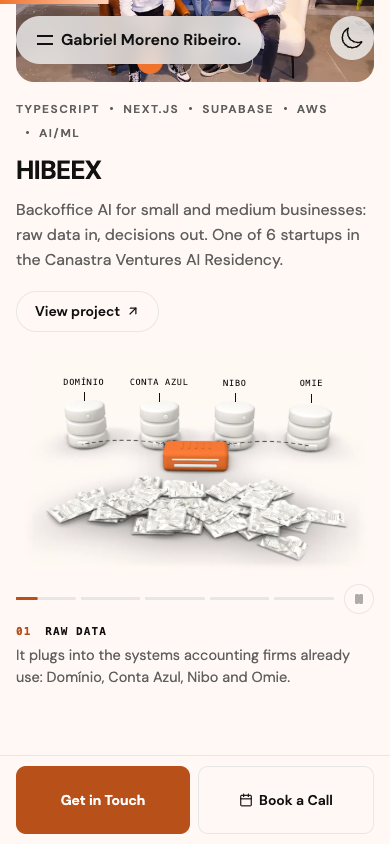 Gabriel Moreno Ribeiro.
TYPESCRIPT • NEXT.JS • SUPABASE • AWS
• AI/ML
HIBEEX
Backoffice AI for small and medium businesses:
raw data in, decisions out. One of 6 startups in
the Canastra Ventures AI Residency.
View project
DOMÍNIO CONTA AZUL NIBO OMIE
01 RAW DATA
It plugs into the systems accounting firms already
use: Domínio, Conta Azul, Nibo and Omie.
Get in Touch Book a Call